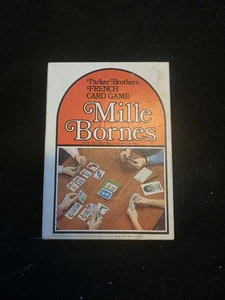 Parker Brothers
FRENCH
CARD GAME
Mille
Bornes